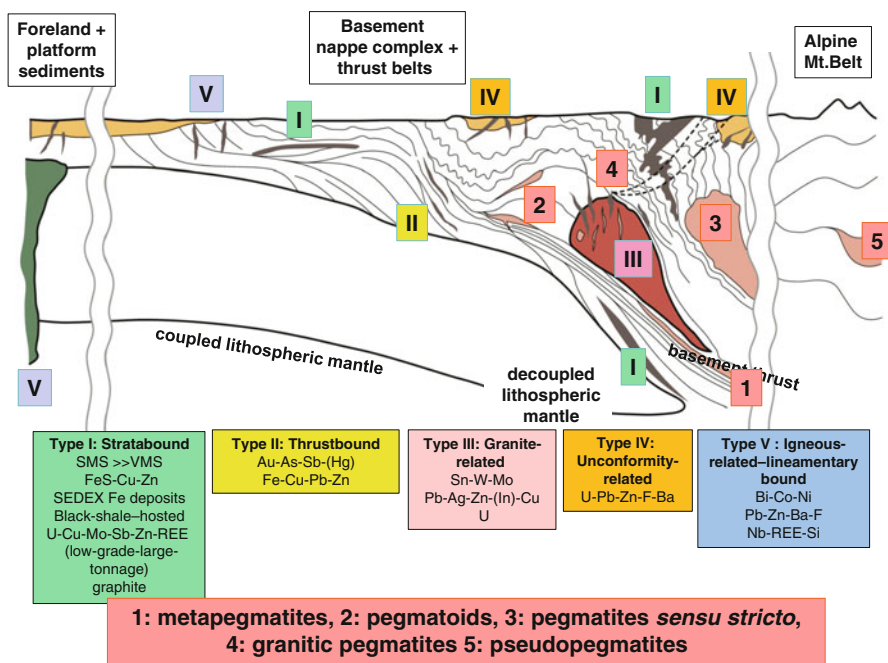 Foreland +
platform
sediments
Basement
nappe complex +
thrust belts
Alpine
Mt.Belt
V
I
IV
I
IV
4
2
3
5
II
III
coupled lithospheric mantle
V
I
basement thrust
decoupled
lithospheric
mantle
1
Type I: Stratabound
SMS >>VMS
FeS-Cu-Zn
SEDEX Fe deposits
Black-shale–hosted
U-Cu-Mo-Sb-Zn-REE
(low-grade-large-
tonnage)
graphite
Type II: Thrustbound
Au-As-Sb-(Hg)
Fe-Cu-Pb-Zn
Type III: Granite-
related
Sn-W-Mo
Pb-Ag-Zn-(In)-Cu
U
Type IV:
Unconformity-
related
U-Pb-Zn-F-Ba
Type V : Igneous-
related–lineamentary
bound
Bi-Co-Ni
Pb-Zn-Ba-F
Nb-REE-Si
1: metapegmatites, 2: pegmatoids, 3: pegmatites sensu stricto,
4: granitic pegmatites 5: pseudopegmatites